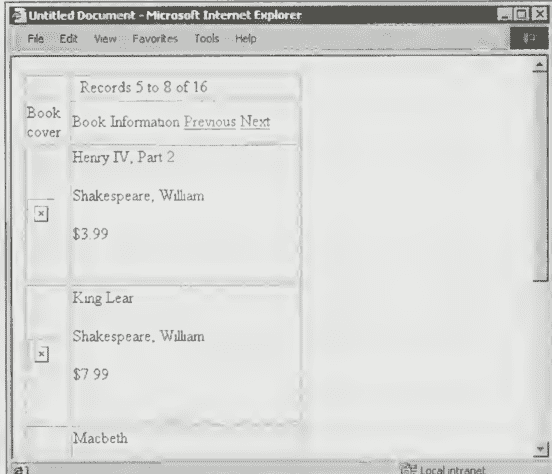 Untitled Document - Microsoft Internet Explorer
File Edit View Favorites Tools Help
Records 5 to 8 of 16
Book cover
Book Information Previous Next
Henry IV, Part 2
Shakespeare, William
$3.99
King Lear
Shakespeare, William
$7 99
Macbeth
Local intranet